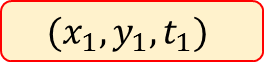 (x₁, y₁, t₁)